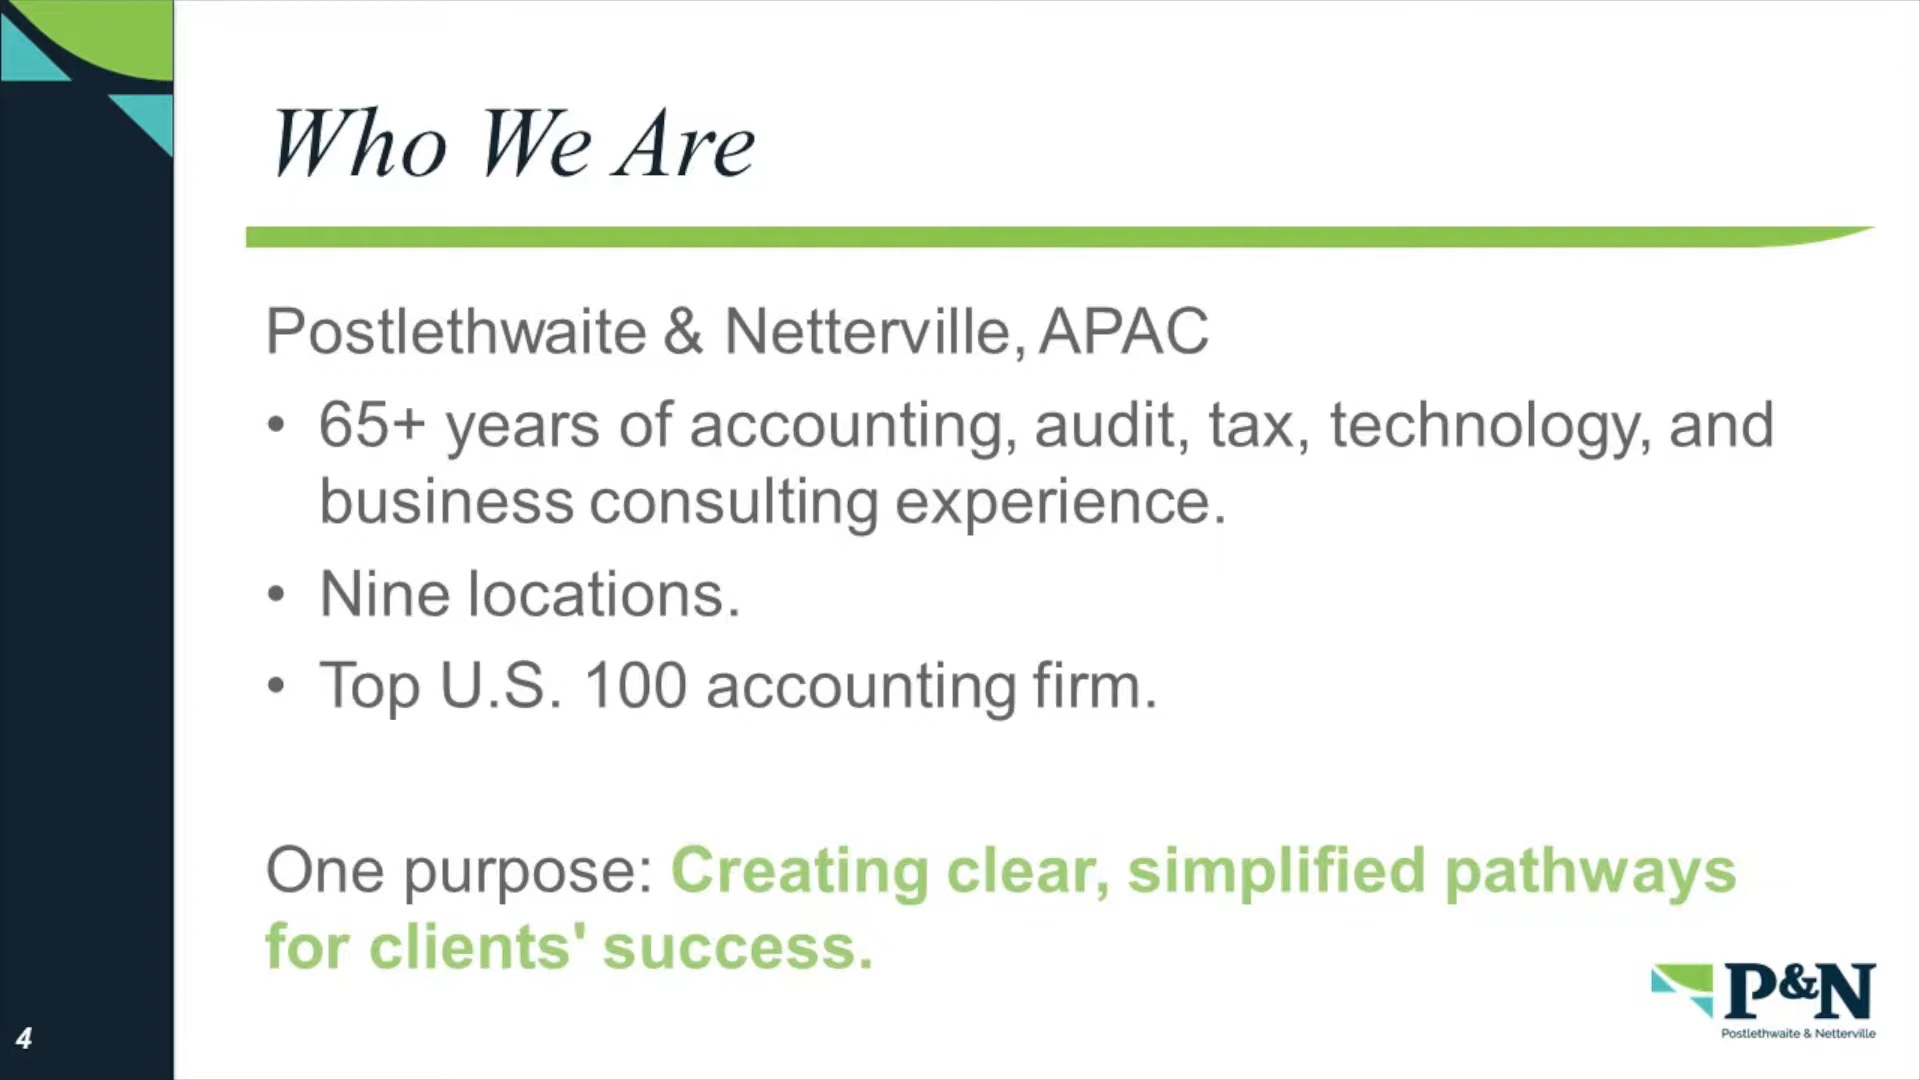 Who We Are
Postlethwaite & Netterville, APAC
• 65+ years of accounting, audit, tax, technology, and
business consulting experience.
• Nine locations.
• Top U.S. 100 accounting firm.
One purpose: Creating clear, simplified pathways
for clients' success.
P&N
Postlethwaite & Netterville
4